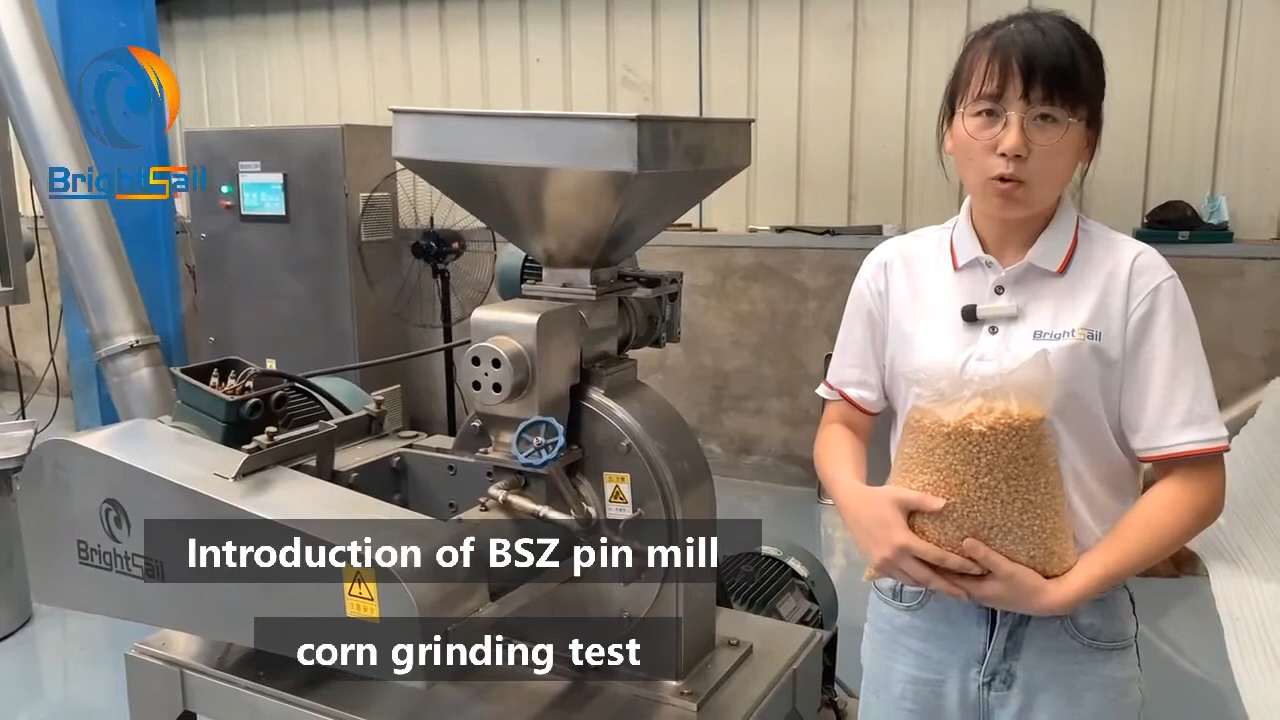 BrightSail
BrightSail
BrightSail
Introduction of BSZ pin mill
corn grinding test